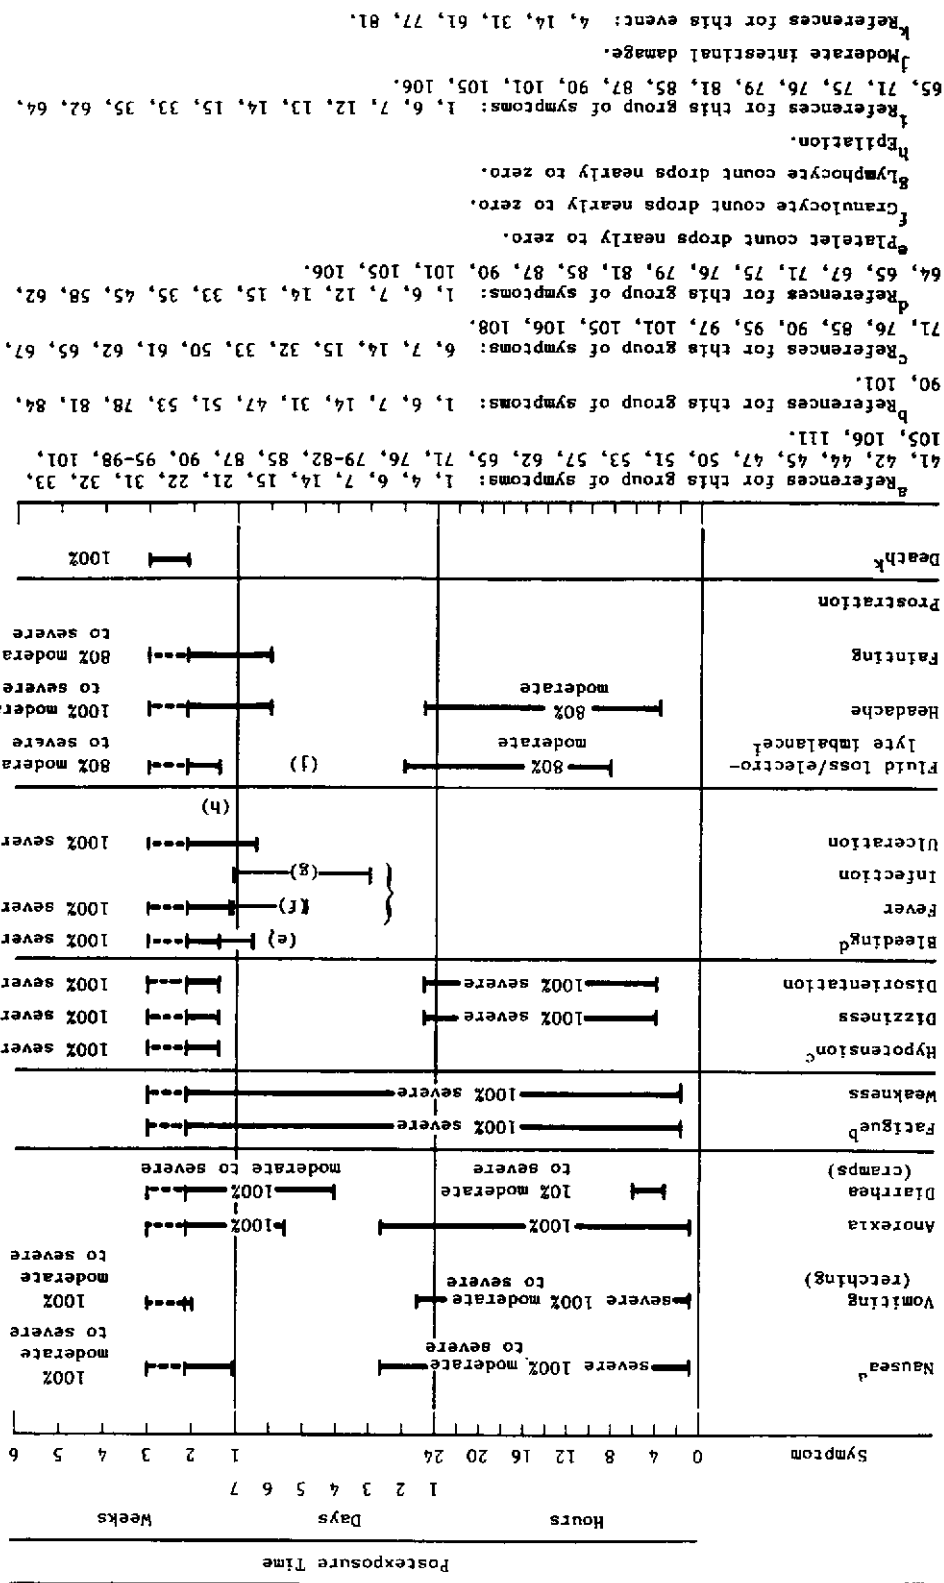 Postexposure Time
Hours Days Weeks
1 2 3 4 5 6 7
Symptom 0 4 8 12 16 20 24 1 2 3 4 5 6
Nausea^a severe 100% moderate to severe 100% moderate to severe
Vomiting (retching) severe 100% moderate to severe 100% moderate to severe
Anorexia 100% 100%
Diarrhea (cramps) 10% moderate to severe 100% moderate to severe
Fatigue^b 100% severe
Weakness 100% severe
Hypotension^c 100% sever
Dizziness 100% severe 100% sever
Disorientation 100% severe 100% sever
Bleeding^d (e) 100% sever
Fever (f) 100% sever
Infection (g)
Ulceration 100% sever
(h)
Fluid loss/electro-
lyte imbalance^i 80% moderate (j) 80% modera to severe
Headache 80% moderate 100% modera to severe
Fainting 80% modera to severe
Prostration
Death^k 100%
^aReferences for this group of symptoms: 1, 4, 6, 7, 14, 15, 21, 22, 31, 32, 33,
41, 42, 44, 45, 47, 50, 51, 53, 57, 62, 65, 71, 76, 79-82, 85, 87, 90, 95-98, 101,
105, 106, 111.
^bReferences for this group of symptoms: 1, 6, 7, 14, 31, 47, 51, 53, 78, 81, 84,
90, 101.
^cReferences for this group of symptoms: 6, 7, 14, 15, 32, 33, 50, 61, 62, 65, 67,
71, 76, 85, 90, 95, 97, 101, 105, 106, 108.
^dReferences for this group of symptoms: 1, 6, 7, 12, 14, 15, 33, 35, 45, 58, 62,
64, 65, 67, 71, 75, 76, 79, 81, 85, 87, 90, 101, 105, 106.
^ePlatelet count drops nearly to zero.
^fGranulocyte count drops nearly to zero.
^gLymphocyte count drops nearly to zero.
^hEpilation.
^iReferences for this group of symptoms: 1, 6, 7, 12, 13, 14, 15, 33, 35, 62, 64,
65, 71, 75, 76, 79, 81, 85, 87, 90, 101, 105, 106.
^jModerate intestinal damage.
^kReferences for this event: 4, 14, 31, 61, 77, 81.